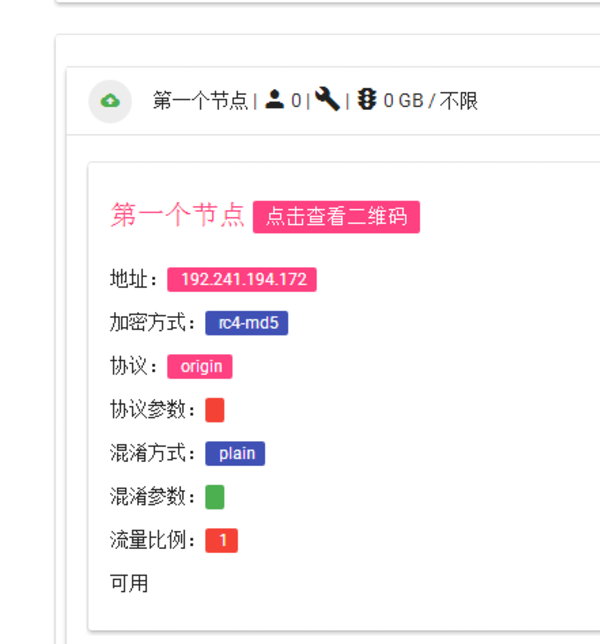 第一个节点 | 0 | | 0 GB / 不限
第一个节点 点击查看二维码
地址： 192.241.194.172
加密方式： rc4-md5
协议： origin
协议参数：
混淆方式： plain
混淆参数：
流量比例： 1
可用